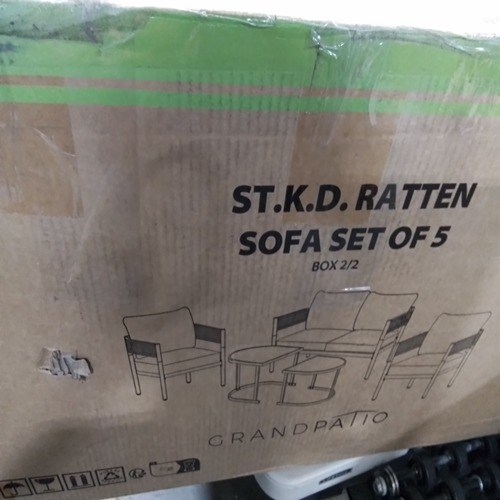 ST.K.D. RATTEN
SOFA SET OF 5
BOX 2/2
GRANDPATIO